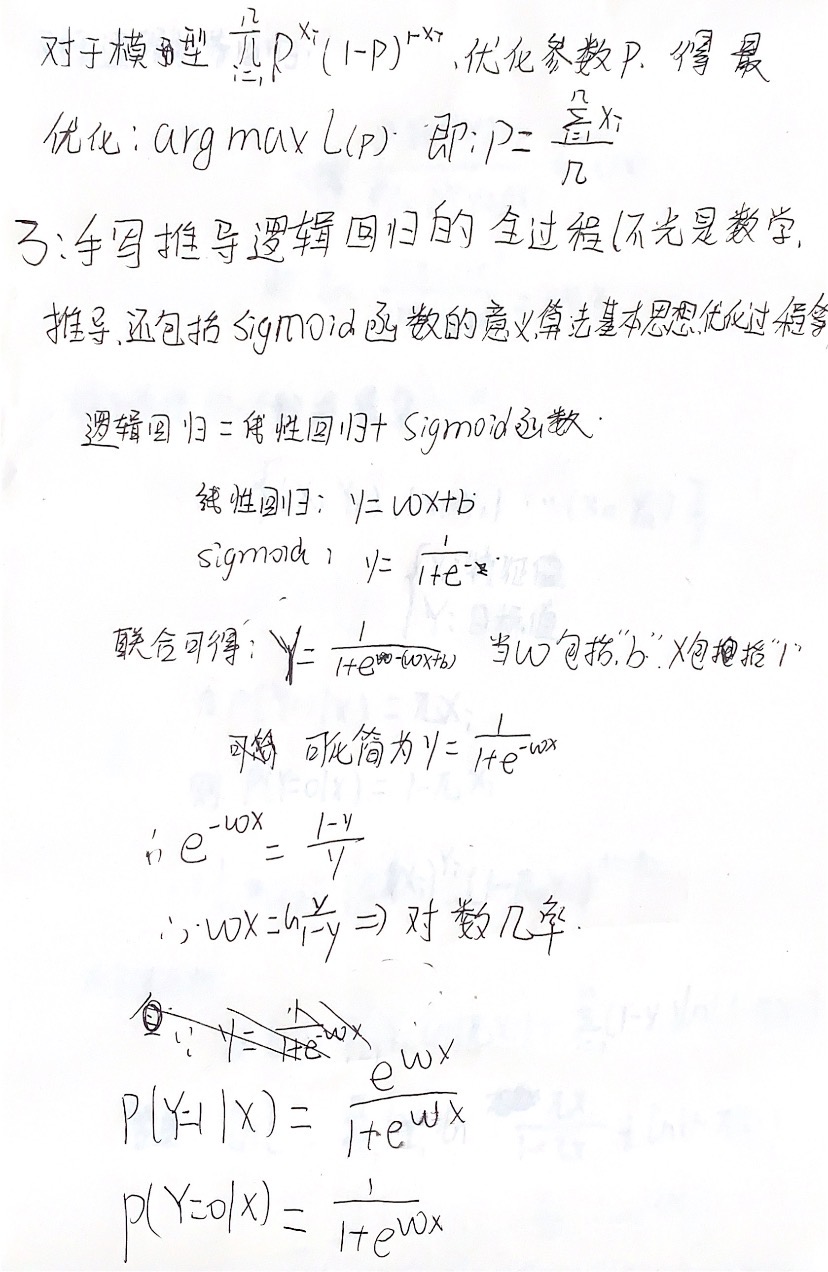 对于模型 ∏_{i=1}^{n} p^{x_i}(1-p)^{1-x_i}、优化参数P、得最
优化: arg max L(p). 即: P = \frac{∑_{i=1}^{n} x_i}{n}
3:手写推导逻辑回归的全过程(不光是数学,
推导,还包括sigmoid函数的意义,算法基本思想,优化过程等
逻辑回归 = 线性回归 + sigmoid函数.
线性回归: y=wx+b
sigmoid: y= \frac{1}{1+e^{-z}}.
联合可得: Y= \frac{1}{1+e^{-(wx+b)}} 当w包括"b".X包括"1"
可化简为 y= \frac{1}{1+e^{-wx}}
∴ e^{-wx} = \frac{1-y}{y}
∴ wx=ln\frac{y}{1-y} ⇒ 对数几率.
∵ y= \frac{1}{1+e^{-wx}}
P(Y=1|X) = \frac{e^{wx}}{1+e^{wx}}
p(Y=0|X) = \frac{1}{1+e^{wx}}